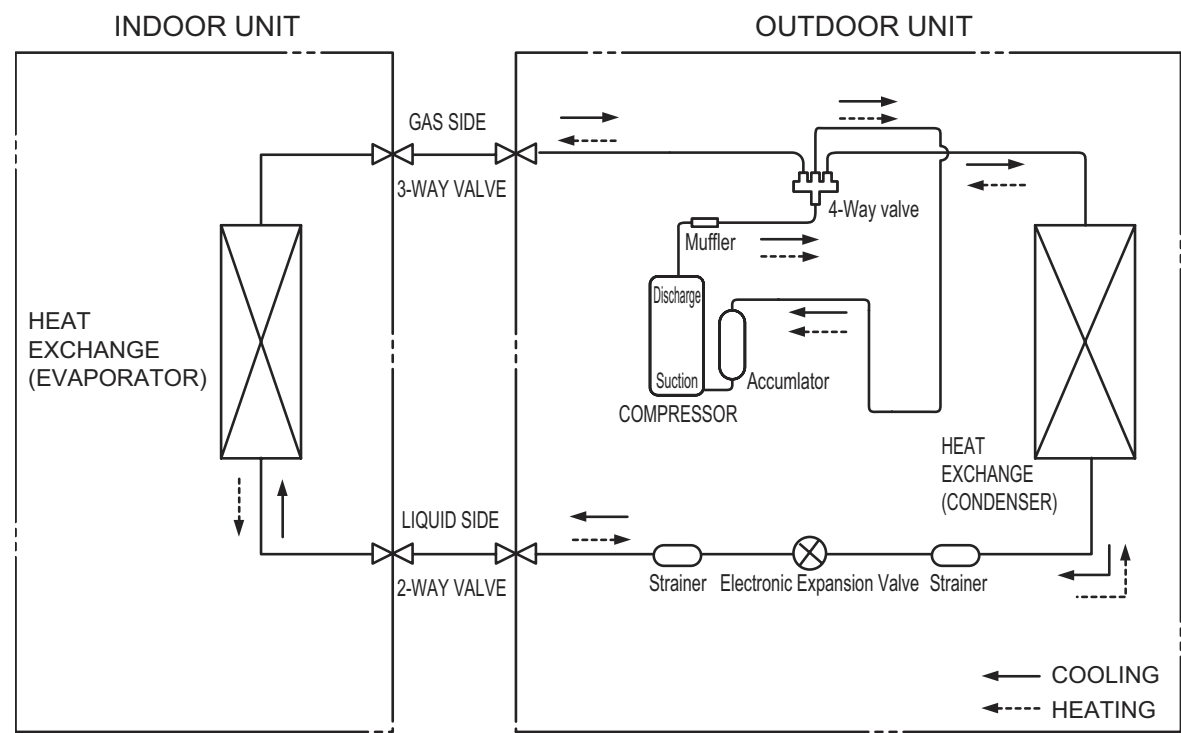 INDOOR UNIT
OUTDOOR UNIT
GAS SIDE
3-WAY VALVE
4-Way valve
Muffler
Discharge
Suction
COMPRESSOR
Accumlator
HEAT
EXCHANGE
(EVAPORATOR)
HEAT
EXCHANGE
(CONDENSER)
LIQUID SIDE
2-WAY VALVE
Strainer
Electronic Expansion Valve
Strainer
COOLING
HEATING